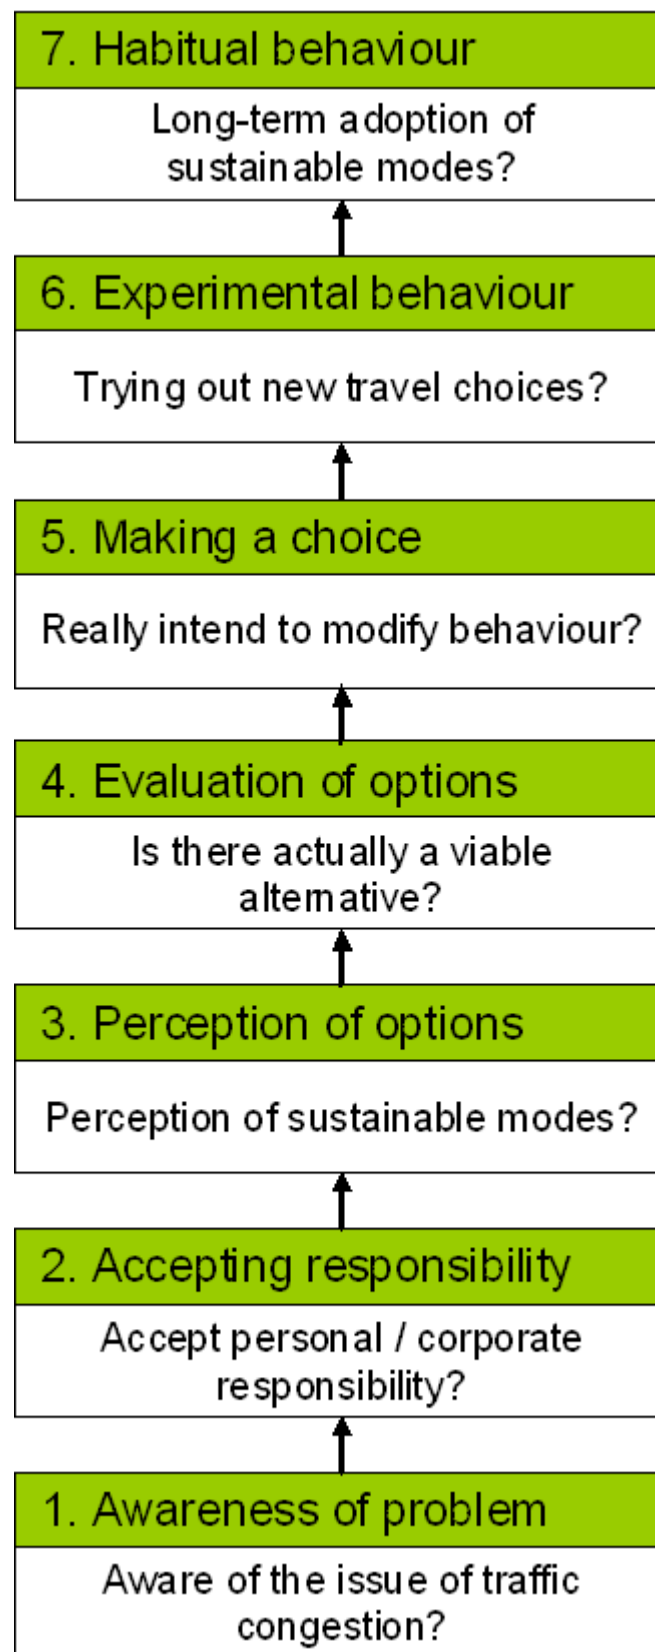 7. Habitual behaviour
Long-term adoption of
sustainable modes?
6. Experimental behaviour
Trying out new travel choices?
5. Making a choice
Really intend to modify behaviour?
4. Evaluation of options
Is there actually a viable
alternative?
3. Perception of options
Perception of sustainable modes?
2. Accepting responsibility
Accept personal / corporate
responsibility?
1. Awareness of problem
Aware of the issue of traffic
congestion?